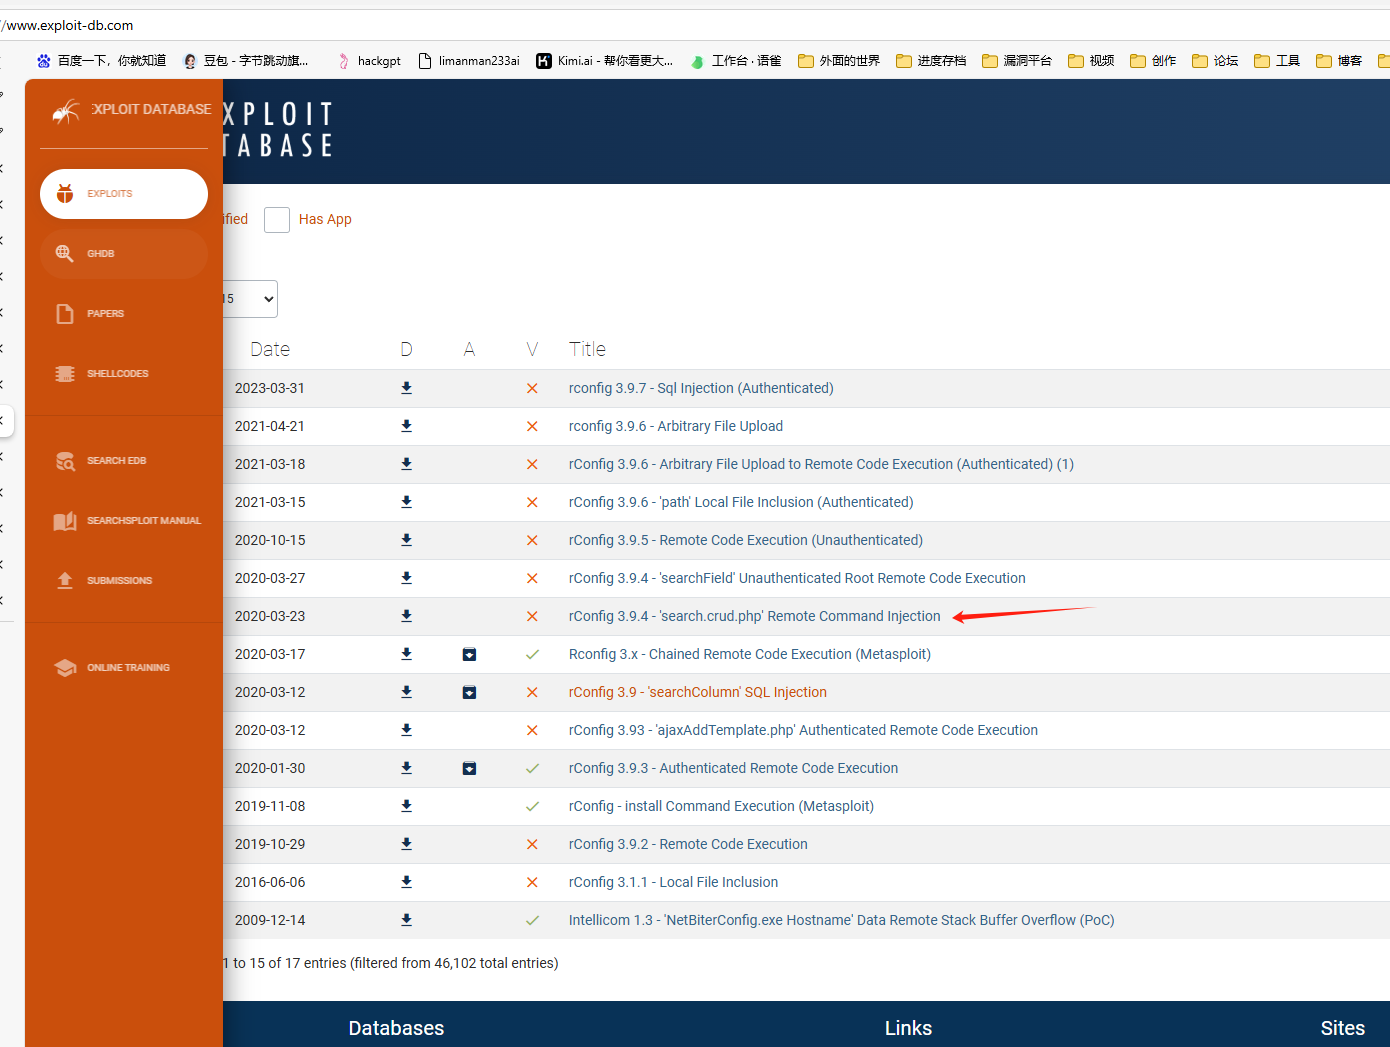 /www.exploit-db.com
百度一下，你就知道 豆包 - 字节跳动旗... hackgpt limanman233ai Kimi.ai - 帮你看更大... 工作台 · 语雀 外面的世界 进度存档 漏洞平台 视频 创作 论坛 工具 博客
EXPLOIT DATABASE
XPLOIT
TABASE
EXPLOITS
GHDB
PAPERS
SHELLCODES
SEARCH EDB
SEARCHSPLOIT MANUAL
SUBMISSIONS
ONLINE TRAINING
ified Has App
15
Date D A V Title
2023-03-31 rconfig 3.9.7 - Sql Injection (Authenticated)
2021-04-21 rconfig 3.9.6 - Arbitrary File Upload
2021-03-18 rConfig 3.9.6 - Arbitrary File Upload to Remote Code Execution (Authenticated) (1)
2021-03-15 rConfig 3.9.6 - 'path' Local File Inclusion (Authenticated)
2020-10-15 rConfig 3.9.5 - Remote Code Execution (Unauthenticated)
2020-03-27 rConfig 3.9.4 - 'searchField' Unauthenticated Root Remote Code Execution
2020-03-23 rConfig 3.9.4 - 'search.crud.php' Remote Command Injection
2020-03-17 Rconfig 3.x - Chained Remote Code Execution (Metasploit)
2020-03-12 rConfig 3.9 - 'searchColumn' SQL Injection
2020-03-12 rConfig 3.93 - 'ajaxAddTemplate.php' Authenticated Remote Code Execution
2020-01-30 rConfig 3.9.3 - Authenticated Remote Code Execution
2019-11-08 rConfig - install Command Execution (Metasploit)
2019-10-29 rConfig 3.9.2 - Remote Code Execution
2016-06-06 rConfig 3.1.1 - Local File Inclusion
2009-12-14 Intellicom 1.3 - 'NetBiterConfig.exe Hostname' Data Remote Stack Buffer Overflow (PoC)
1 to 15 of 17 entries (filtered from 46,102 total entries)
Databases Links Sites